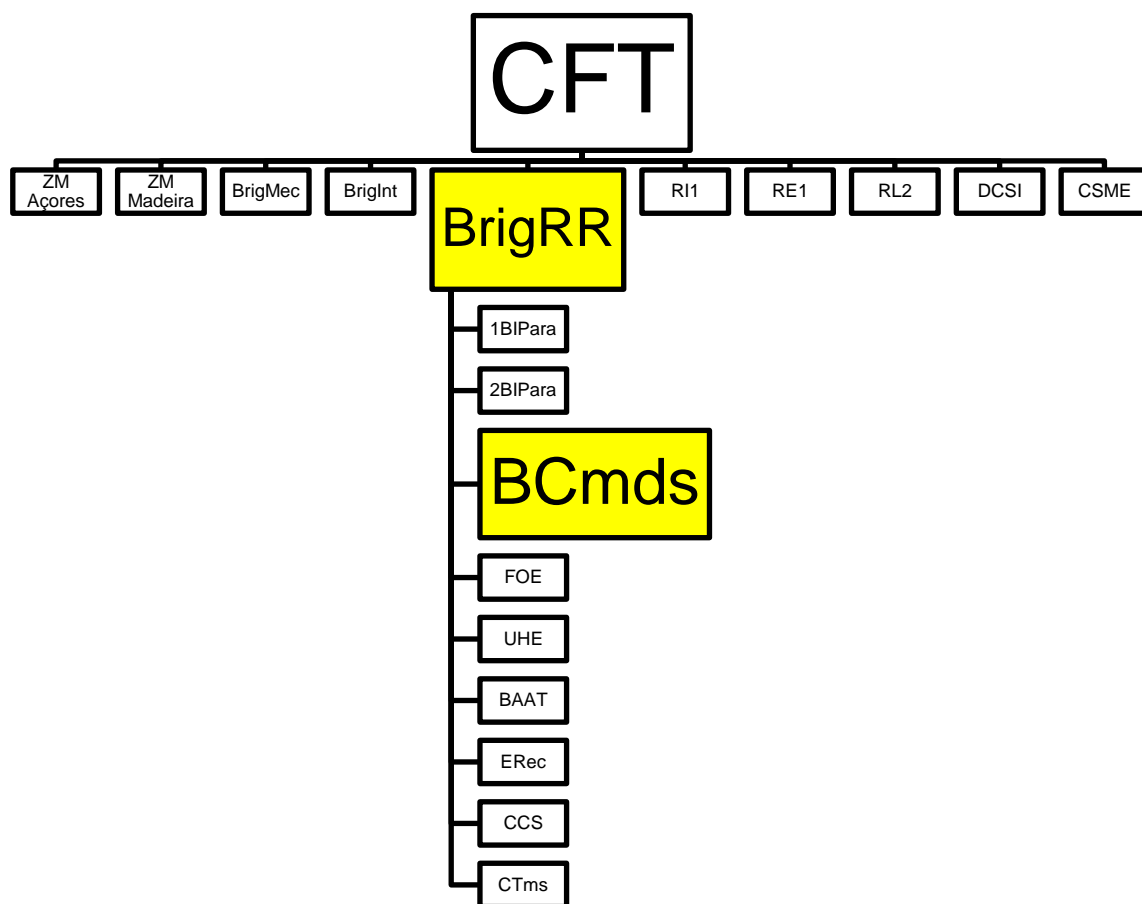 CFT
ZM
Açores
ZM
Madeira
BrigMec
BrigInt
BrigRR
RI1
RE1
RL2
DCSI
CSME
1BIPara
2BIPara
BCmds
FOE
UHE
BAAT
ERec
CCS
CTms